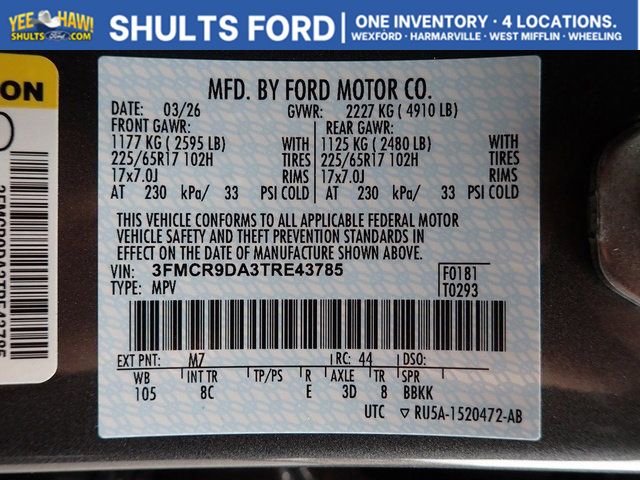 YEE HAW!
SHULTS Ford .COM
SHULTS FORD
ONE INVENTORY • 4 LOCATIONS.
WEXFORD • HARMARVILLE • WEST MIFFLIN • WHEELING
ON
3FMCR9DA3TRE43785
MFD. BY FORD MOTOR CO.
DATE: 03/26 GVWR: 2227 KG ( 4910 LB)
FRONT GAWR: REAR GAWR:
1177 KG ( 2595 LB) WITH 1125 KG ( 2480 LB) WITH
225/65R17 102H TIRES 225/65R17 102H TIRES
17x7.0J RIMS 17x7.0J RIMS
AT 230 kPa/ 33 PSI COLD AT 230 kPa/ 33 PSI COLD
THIS VEHICLE CONFORMS TO ALL APPLICABLE FEDERAL MOTOR
VEHICLE SAFETY AND THEFT PREVENTION STANDARDS IN
EFFECT ON THE DATE OF MANUFACTURE SHOWN ABOVE.
VIN: 3FMCR9DA3TRE43785 F0181
TYPE: MPV T0293
EXT PNT: M7 RC: 44 DSO:
WB INT TR TP/PS R AXLE TR SPR
105 8C E 3D 8 BBKK
UTC ▽ RU5A-1520472-AB